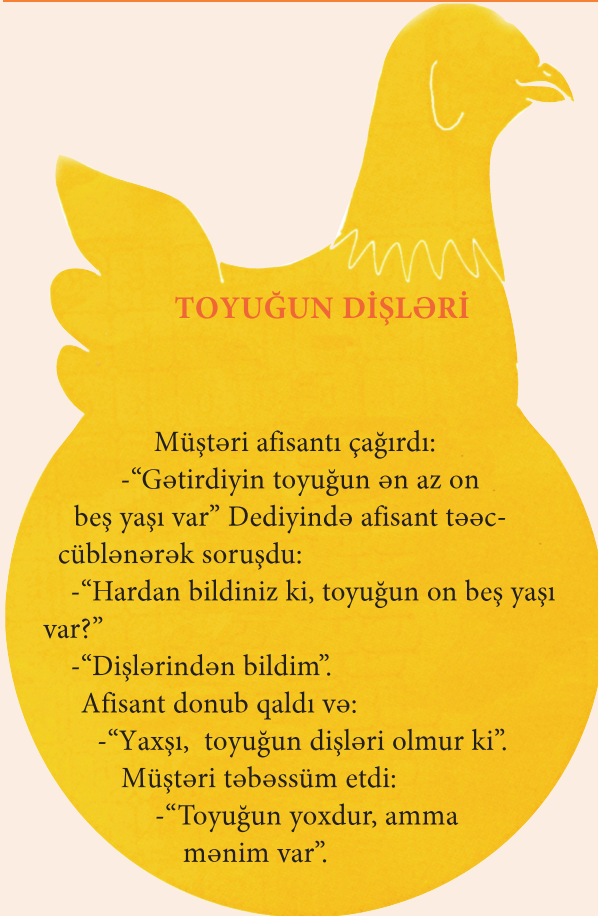 TOYUĞUN DİŞLƏRİ
Müştəri afisantı çağırdı:
-“Gətirdiyin toyuğun ən az on
beş yaşı var” Dediyində afisant təəc-
cüblənərək soruşdu:
-“Hardan bildiniz ki, toyuğun on beş yaşı
var?”
-“Dişlərindən bildim”.
Afisant donub qaldı və:
-“Yaxşı,  toyuğun dişləri olmur ki”.
Müştəri təbəssüm etdi:
-“Toyuğun yoxdur, amma
mənim var”.